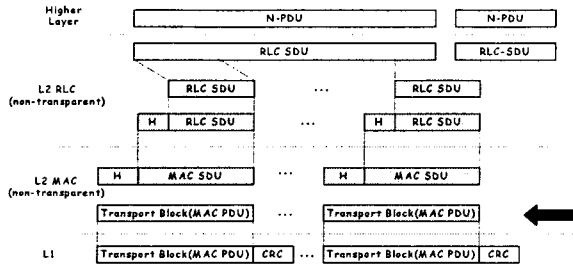 Higher
Layer
N-PDU
N-PDU
RLC SDU
RLC-SDU
L2 RLC
(non-transparent)
RLC SDU
...
RLC SDU
H
RLC SDU
...
H
RLC SDU
L2 MAC
(non-transparent)
H
MAC SDU
...
H
MAC SDU
Transport Block(MAC PDU)
...
Transport Block(MAC PDU)
L1
Transport Block(MAC PDU)
CRC
...
Transport Block(MAC PDU)
CRC